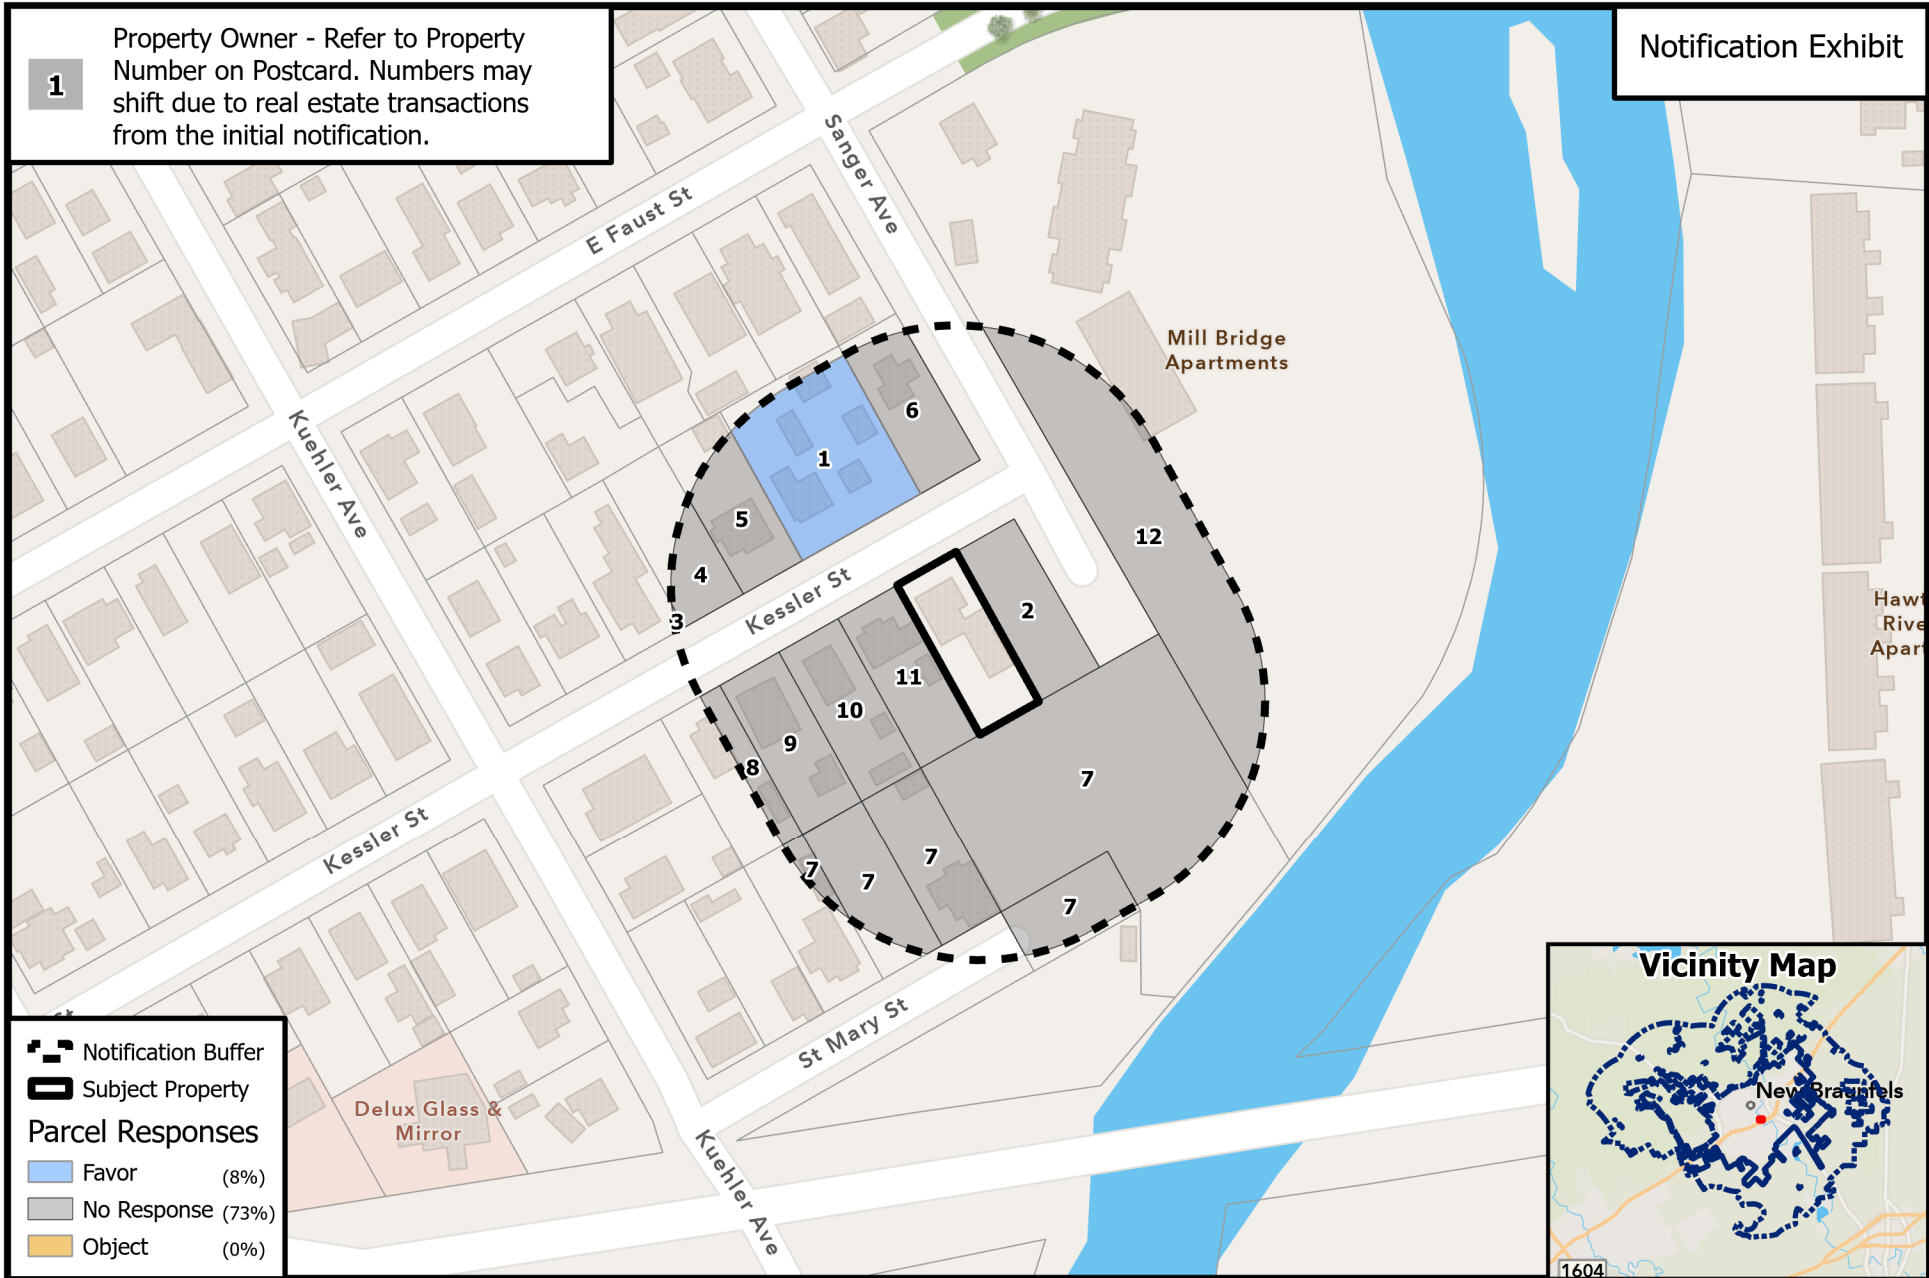 1
Property Owner - Refer to Property
Number on Postcard. Numbers may
shift due to real estate transactions
from the initial notification.
Notification Exhibit
Sanger Ave
E Faust St
Mill Bridge
Apartments
Kuehler Ave
6
1
5
12
4
Kessler St
2
3
11
10
9
8
7
7
7
7
7
Kessler St
St Mary St
St
Delux Glass &
Mirror
Kuehler Ave
Hawt
Rive
Apart
Notification Buffer
Subject Property
Parcel Responses
Favor (8%)
No Response (73%)
Object (0%)
Vicinity Map
New Braunfels
1604